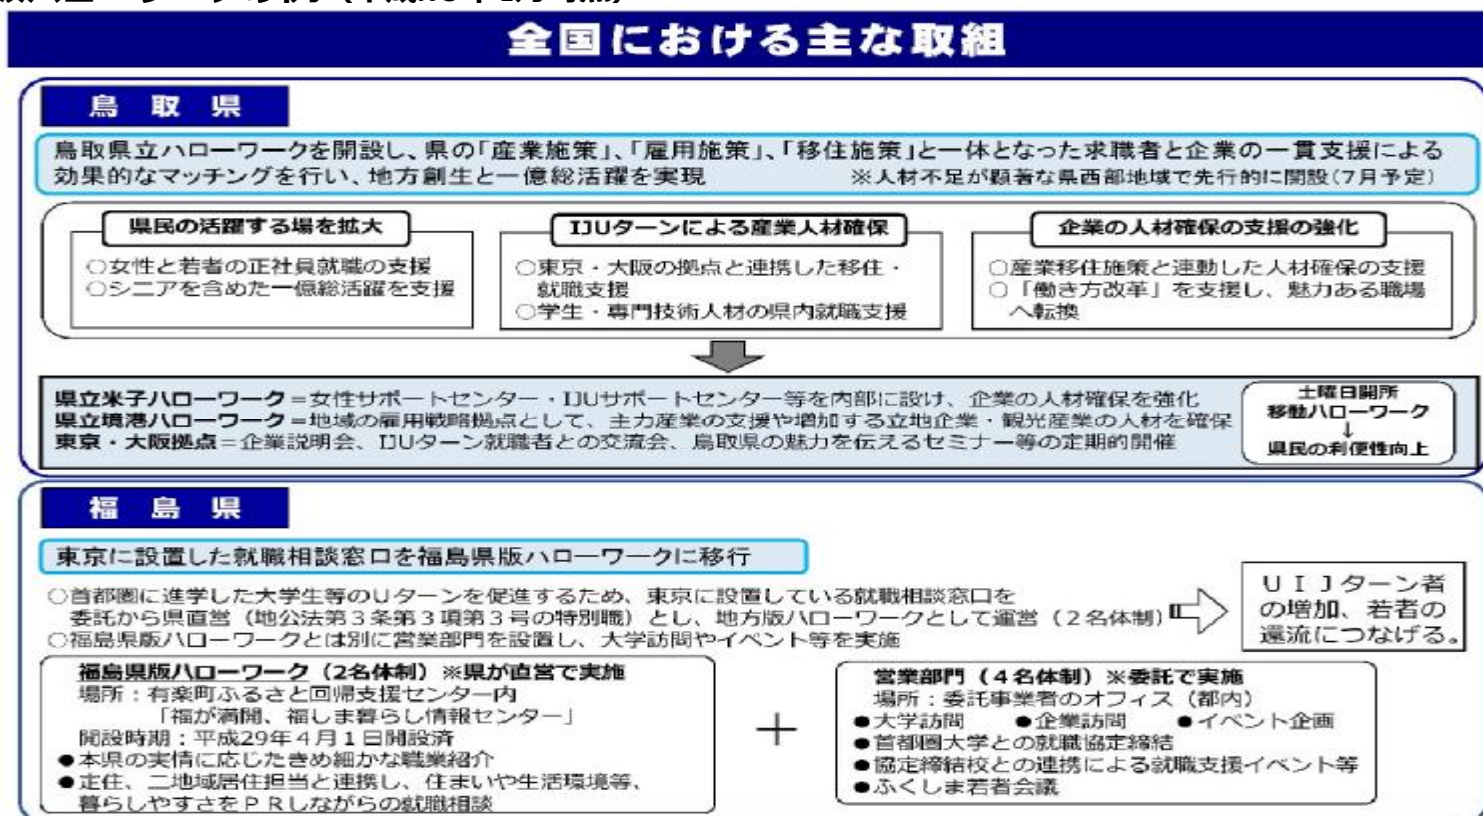 全国における主な取組
鳥取県
鳥取県立ハローワークを開設し、県の「産業施策」、「雇用施策」、「移住施策」と一体となった求職者と企業の一貫支援による
効果的なマッチングを行い、地方創生と一億総活躍を実現　※人材不足が顕著な県西部地域で先行的に開設(7月予定)
県民の活躍する場を拡大
○女性と若者の正社員就職の支援
○シニアを含めた一億総活躍を支援
IJUターンによる産業人材確保
○東京・大阪の拠点と連携した移住・
就職支援
○学生・専門技術人材の県内就職支援
企業の人材確保の支援の強化
○産業移住施策と連動した人材確保の支援
○「働き方改革」を支援し、魅力ある職場
へ転換
県立米子ハローワーク=女性サポートセンター・IJUサポートセンター等を内部に設け、企業の人材確保を強化
県立境港ハローワーク=地域の雇用戦略拠点として、主力産業の支援や増加する立地企業・観光産業の人材を確保
東京・大阪拠点=企業説明会、IJUターン就職者との交流会、鳥取県の魅力を伝えるセミナー等の定期的開催
土曜日開所
移動ハローワーク
↓
県民の利便性向上
福島県
東京に設置した就職相談窓口を福島県版ハローワークに移行
○首都圏に進学した大学生等のUターンを促進するため、東京に設置している就職相談窓口を
委託から県直営（地公法第３条第３項第３号の特別職）とし、地方版ハローワークとして運営（２名体制）
○福島県版ハローワークとは別に営業部門を設置し、大学訪問やイベント等を実施
ＵＩＪターン者
の増加、若者の
還流につなげる。
福島県版ハローワーク（2名体制）※県が直営で実施
場所：有楽町ふるさと回帰支援センター内
「福が満開、福しま暮らし情報センター」
開設時期：平成29年４月１日開設済
●本県の実情に応じたきめ細かな職業紹介
●定住、二地域居住担当と連携し、住まいや生活環境等、
暮らしやすさをＰＲしながらの就職相談
＋
営業部門（４名体制）※委託で実施
場所：委託事業者のオフィス（都内）
●大学訪問　●企業訪問　●イベント企画
●首都圏大学との就職協定締結
●協定締結校との連携による就職支援イベント等
●ふくしま若者会議